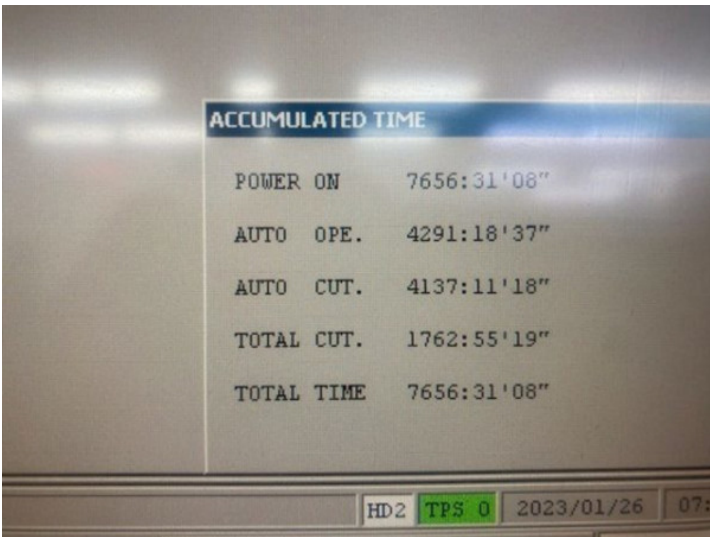 ACCUMULATED TIME
POWER ON 7656:31'08"
AUTO OPE. 4291:18'37"
AUTO CUT. 4137:11'18"
TOTAL CUT. 1762:55'19"
TOTAL TIME 7656:31'08"
HD2 TPS 0 2023/01/26 07: